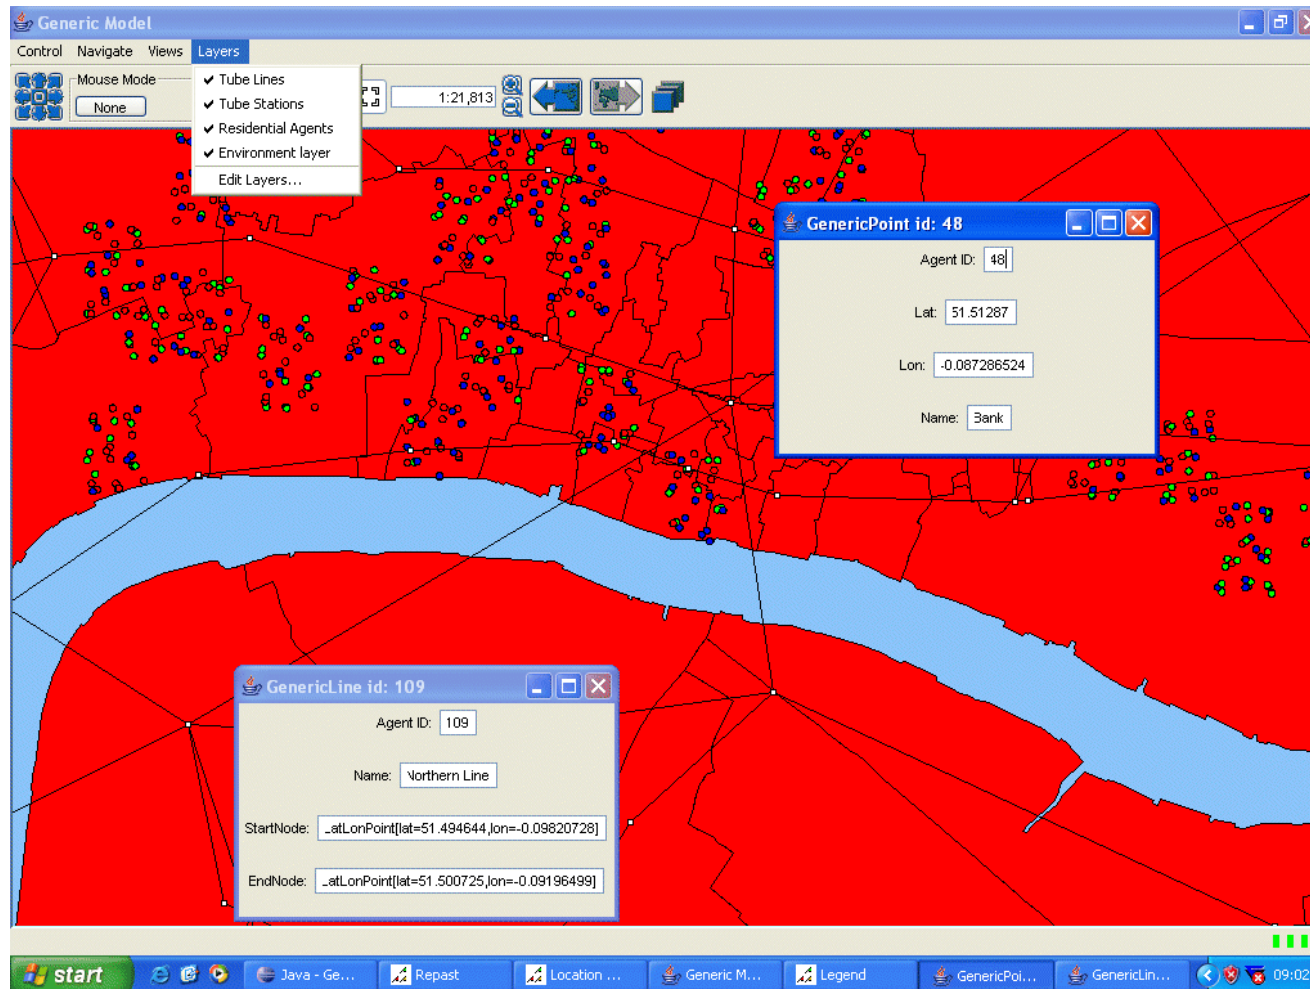 Generic Model
Control Navigate Views Layers
Mouse Mode
None
1:21,813
Tube Lines
Tube Stations
Residential Agents
Environment layer
Edit Layers...
GenericPoint id: 48
Agent ID: 48
Lat: 51.51287
Lon: -0.087286524
Name: Bank
GenericLine id: 109
Agent ID: 109
Name: Northern Line
StartNode: LatLonPoint[lat=51.494644,lon=-0.09820728]
EndNode: LatLonPoint[lat=51.500725,lon=-0.09196499]
start Java - Ge... Repast Location ... Generic M... Legend GenericPoi... GenericLin... 09:02